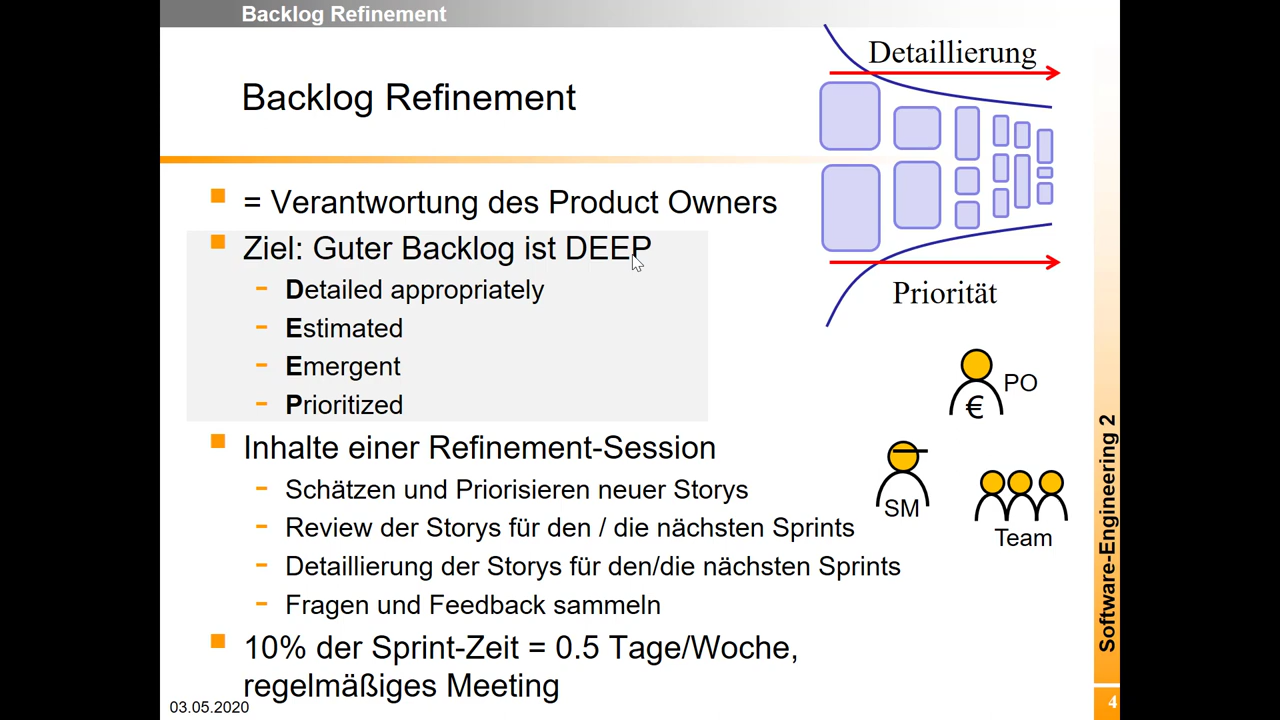 Backlog Refinement
Backlog Refinement
= Verantwortung des Product Owners
Ziel: Guter Backlog ist DEEP
- Detailed appropriately
- Estimated
- Emergent
- Prioritized
Inhalte einer Refinement-Session
- Schätzen und Priorisieren neuer Storys
- Review der Storys für den / die nächsten Sprints
- Detaillierung der Storys für den/die nächsten Sprints
- Fragen und Feedback sammeln
10% der Sprint-Zeit = 0.5 Tage/Woche,
regelmäßiges Meeting
Detaillierung
Priorität
PO
€
SM
Team
Software-Engineering 2
03.05.2020
4